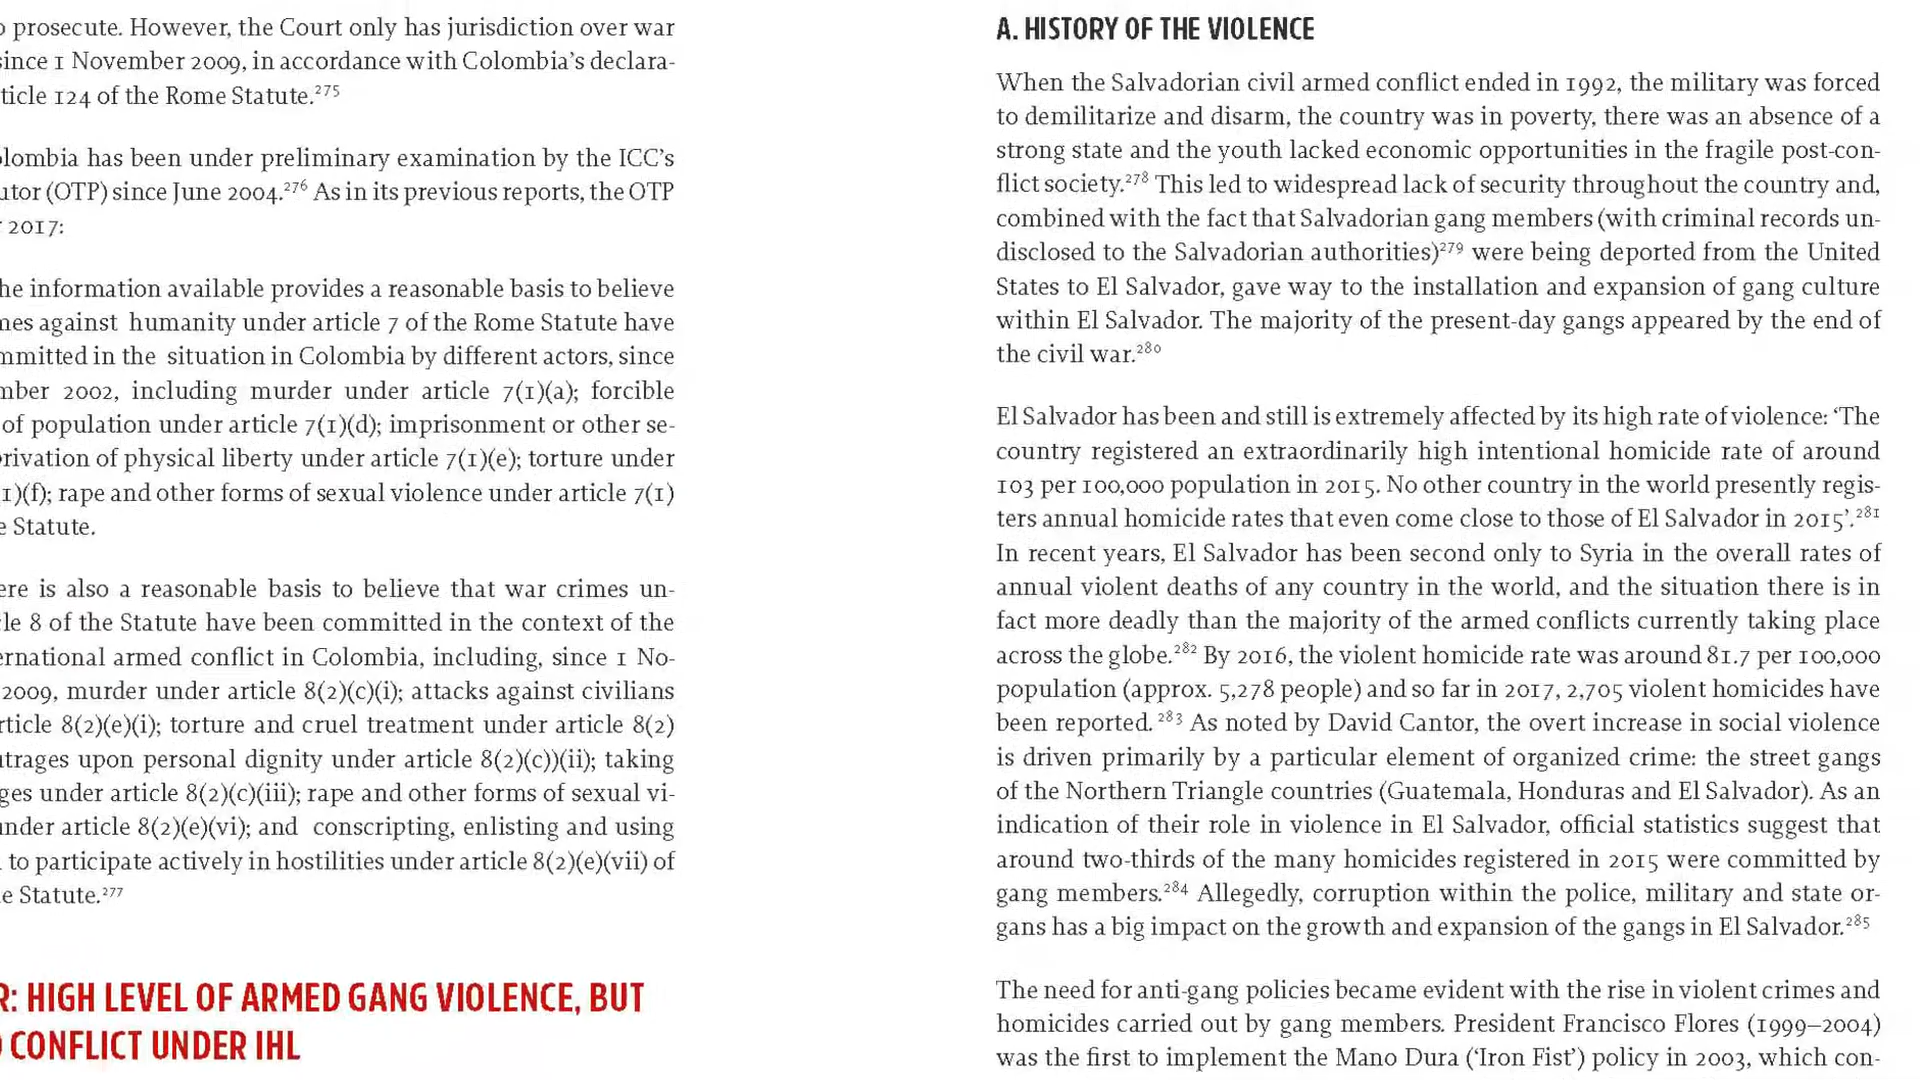 prosecute. However, the Court only has jurisdiction over war
since 1 November 2009, in accordance with Colombia's declara-
124 of the Rome Statute.²⁷⁵
has been under preliminary examination by the ICC's
(OTP) since June 2004.²⁷⁶ As in its previous reports, the OTP
2017:
information available provides a reasonable basis to believe
against humanity under article 7 of the Rome Statute have
in the situation in Colombia by different actors, since
2002, including murder under article 7(1)(a); forcible
of population under article 7(1)(d); imprisonment or other se-
of physical liberty under article 7(1)(e); torture under
1)(f); rape and other forms of sexual violence under article 7(1)
Statute.
is also a reasonable basis to believe that war crimes un-
8 of the Statute have been committed in the context of the
armed conflict in Colombia, including, since 1 No-
2009, murder under article 8(2)(c)(i); attacks against civilians
8(2)(e)(i); torture and cruel treatment under article 8(2)
upon personal dignity under article 8(2)(c))(ii); taking
under article 8(2)(c)(iii); rape and other forms of sexual vi-
under article 8(2)(e)(vi); and conscripting, enlisting and using
to participate actively in hostilities under article 8(2)(e)(vii) of
Statute.²⁷⁷
R: HIGH LEVEL OF ARMED GANG VIOLENCE, BUT
CONFLICT UNDER IHL
A. HISTORY OF THE VIOLENCE
When the Salvadorian civil armed conflict ended in 1992, the military was forced
to demilitarize and disarm, the country was in poverty, there was an absence of a
strong state and the youth lacked economic opportunities in the fragile post-con-
flict society.²⁷⁸ This led to widespread lack of security throughout the country and,
combined with the fact that Salvadorian gang members (with criminal records un-
disclosed to the Salvadorian authorities)²⁷⁹ were being deported from the United
States to El Salvador, gave way to the installation and expansion of gang culture
within El Salvador. The majority of the present-day gangs appeared by the end of
the civil war.²⁸⁰
El Salvador has been and still is extremely affected by its high rate of violence: 'The
country registered an extraordinarily high intentional homicide rate of around
103 per 100,000 population in 2015. No other country in the world presently regis-
ters annual homicide rates that even come close to those of El Salvador in 2015'.²⁸¹
In recent years, El Salvador has been second only to Syria in the overall rates of
annual violent deaths of any country in the world, and the situation there is in
fact more deadly than the majority of the armed conflicts currently taking place
across the globe.²⁸² By 2016, the violent homicide rate was around 81.7 per 100,000
population (approx. 5,278 people) and so far in 2017, 2,705 violent homicides have
been reported. ²⁸³ As noted by David Cantor, the overt increase in social violence
is driven primarily by a particular element of organized crime: the street gangs
of the Northern Triangle countries (Guatemala, Honduras and El Salvador). As an
indication of their role in violence in El Salvador, official statistics suggest that
around two-thirds of the many homicides registered in 2015 were committed by
gang members.²⁸⁴ Allegedly, corruption within the police, military and state or-
gans has a big impact on the growth and expansion of the gangs in El Salvador.²⁸⁵
The need for anti-gang policies became evident with the rise in violent crimes and
homicides carried out by gang members. President Francisco Flores (1999–2004)
was the first to implement the Mano Dura ('Iron Fist') policy in 2003, which con-